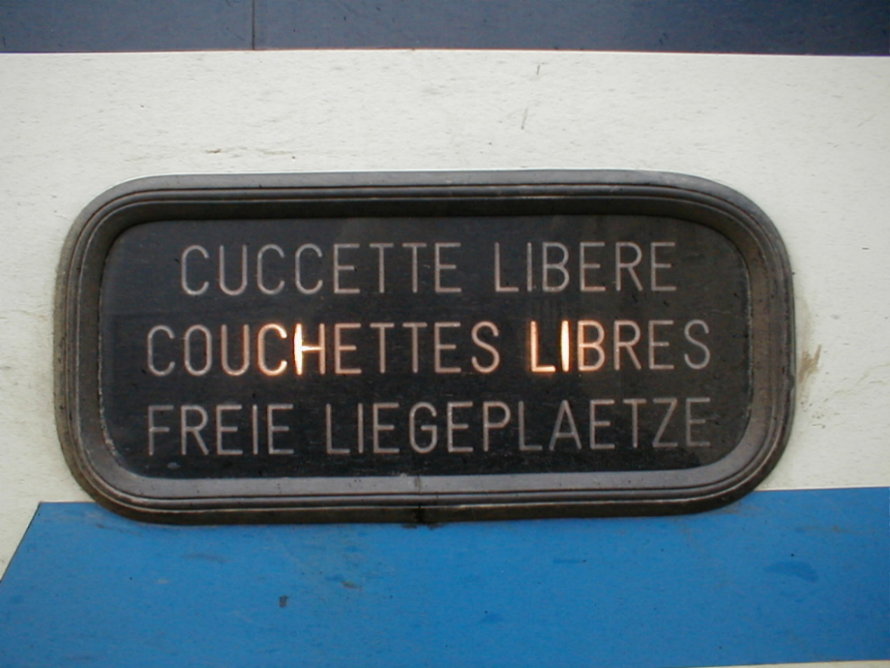 CUCCETTE LIBERE
COUCHETTES LIBRES
FREIE LIEGEPLAETZE